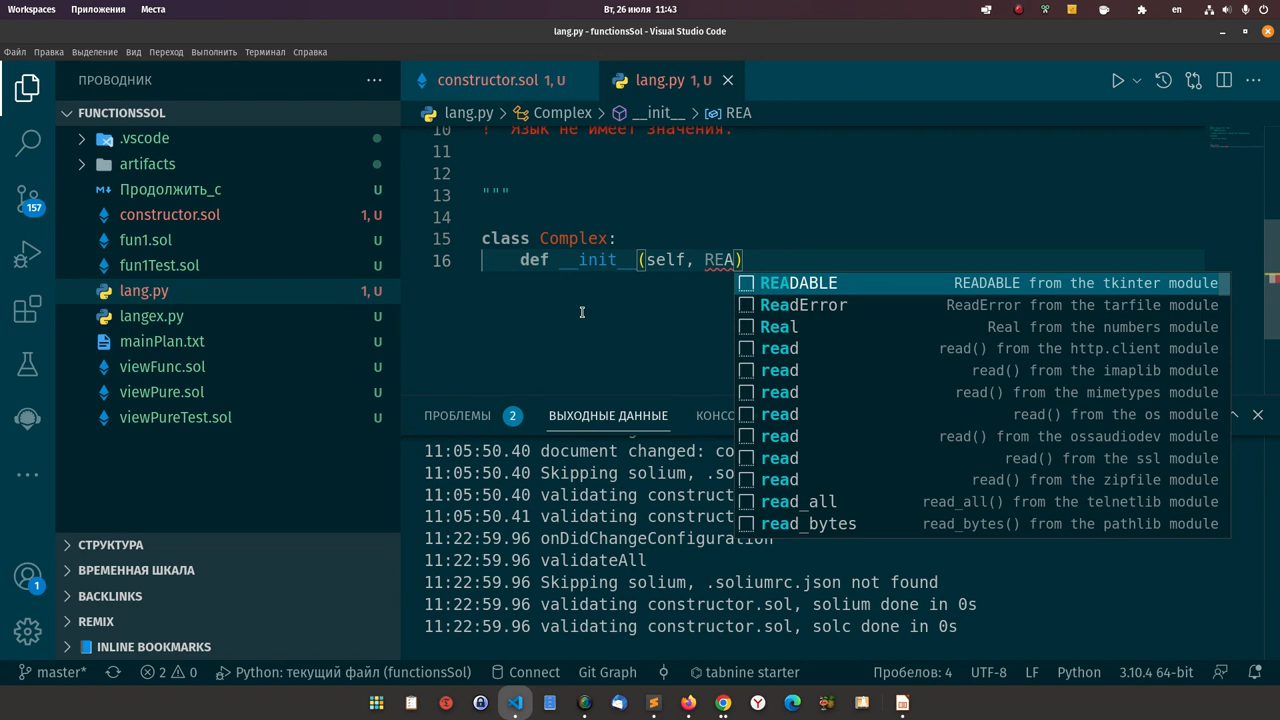 Workspaces Приложения Места Вт, 26 июля 11:43 en
lang.py - functionsSol - Visual Studio Code
Файл Правка Выделение Вид Переход Выполнить Терминал Справка
ПРОВОДНИК
constructor.sol 1, U
lang.py 1, U
FUNCTIONSSOL
lang.py > Complex > __init__ > REA
.vscode
artifacts
Продолжить_с U
constructor.sol 1, U
fun1.sol U
fun1Test.sol U
lang.py 1, U
langex.py U
mainPlan.txt U
viewFunc.sol U
viewPure.sol U
viewPureTest.sol U
157
10 ! Язык не имеет значения.
11
12
13 """
14
15 class Complex:
16 def __init__(self, REA)
READABLE READABLE from the tkinter module
ReadError ReadError from the tarfile module
Real Real from the numbers module
read read() from the http.client module
read read() from the imaplib module
read read() from the mimetypes module
read read() from the os module
read read() from the ossaudiodev module
read read() from the ssl module
read read() from the zipfile module
read_all read_all() from the telnetlib module
read_bytes read_bytes() from the pathlib module
ПРОБЛЕМЫ 2 ВЫХОДНЫЕ ДАННЫЕ КОНСО
11:05:50.40 document changed: co
11:05:50.40 Skipping solium, .so
11:05:50.40 validating construct
11:05:50.41 validating construct
11:22:59.96 onDidChangeConfiguration
11:22:59.96 validateAll
11:22:59.96 Skipping solium, .soliumrc.json not found
11:22:59.96 validating constructor.sol, solium done in 0s
11:22:59.96 validating constructor.sol, solc done in 0s
СТРУКТУРА
ВРЕМЕННАЯ ШКАЛА
BACKLINKS
REMIX
INLINE BOOKMARKS
1
master* 2 0 Python: текущий файл (functionsSol) Connect Git Graph tabnine starter Пробелов: 4 UTF-8 LF Python 3.10.4 64-bit